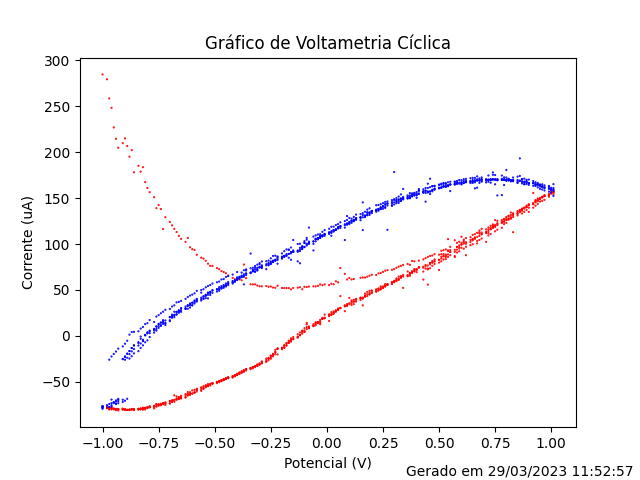 Gráfico de Voltametria Cíclica
300
250
200
150
100
50
0
−50
Corrente (uA)
−1.00 −0.75 −0.50 −0.25 0.00 0.25 0.50 0.75 1.00
Potencial (V)
Gerado em 29/03/2023 11:52:57